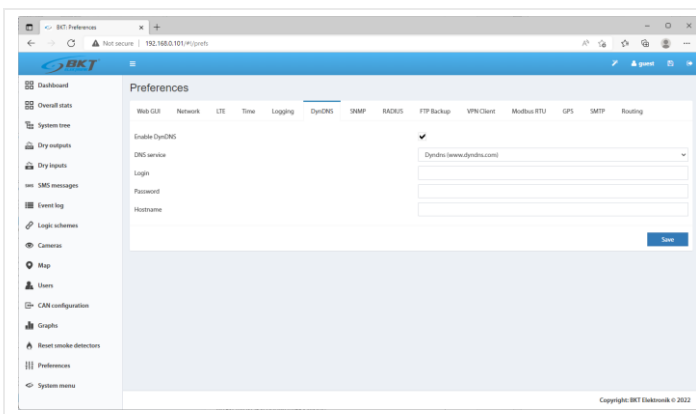 BKT: Preferences
Not secure | 192.168.0.101/#!/prefs
BKT
guest
Dashboard
Overall stats
System tree
Dry outputs
Dry inputs
SMS SMS messages
Event log
Logic schemes
Cameras
Map
Users
CAN configuration
Graphs
Reset smoke detectors
Preferences
System menu
Preferences
Web GUI Network LTE Time Logging DynDNS SNMP RADIUS FTP Backup VPN Client Modbus RTU GPS SMTP Routing
Enable DynDNS
DNS service Dyndns (www.dyndns.com)
Login
Password
Hostname
Save
Copyright: BKT Elektronik © 2022